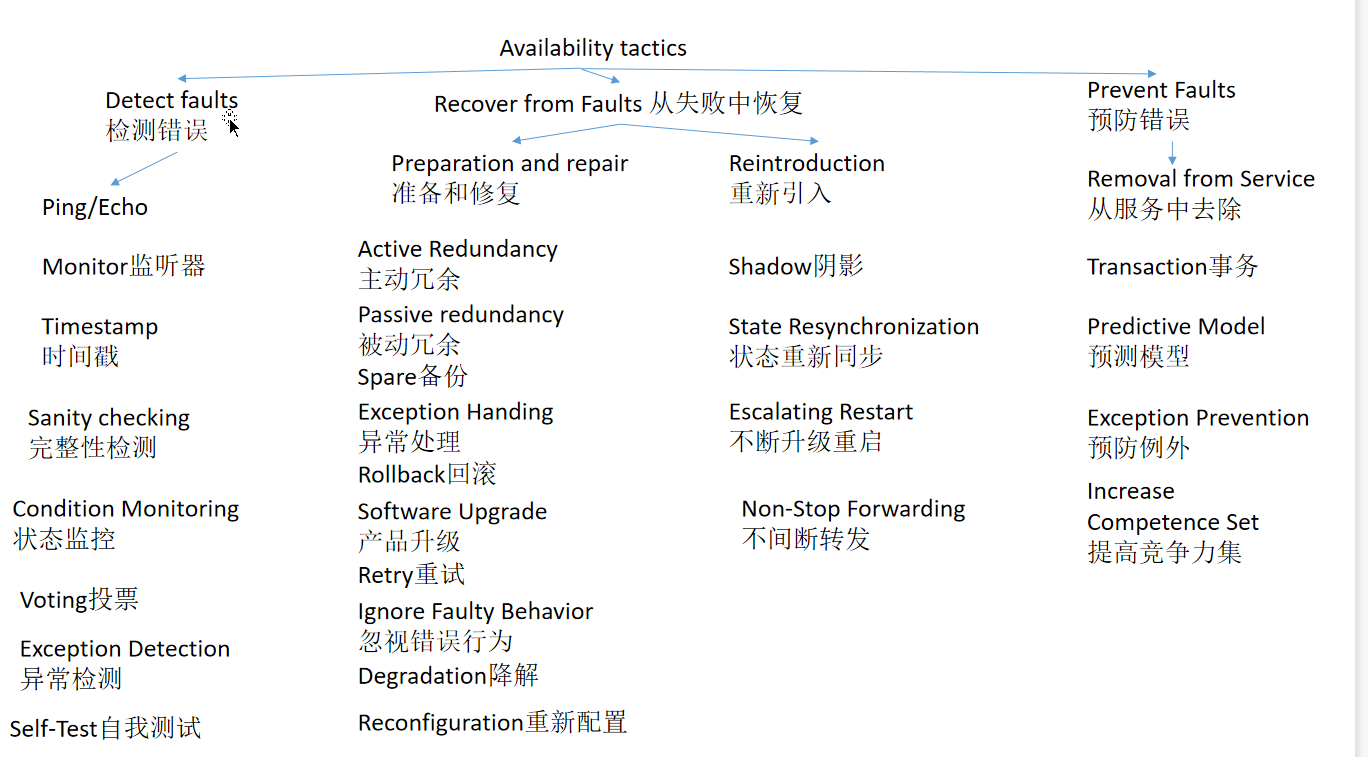 Availability tactics
Detect faults
检测错误
Ping/Echo
Monitor监听器
Timestamp
时间戳
Sanity checking
完整性检测
Condition Monitoring
状态监控
Voting投票
Exception Detection
异常检测
Self-Test自我测试
Recover from Faults 从失败中恢复
Preparation and repair
准备和修复
Active Redundancy
主动冗余
Passive redundancy
被动冗余
Spare备份
Exception Handing
异常处理
Rollback回滚
Software Upgrade
产品升级
Retry重试
Ignore Faulty Behavior
忽视错误行为
Degradation降解
Reconfiguration重新配置
Reintroduction
重新引入
Shadow阴影
State Resynchronization
状态重新同步
Escalating Restart
不断升级重启
Non-Stop Forwarding
不间断转发
Prevent Faults
预防错误
Removal from Service
从服务中去除
Transaction事务
Predictive Model
预测模型
Exception Prevention
预防例外
Increase
Competence Set
提高竞争力集